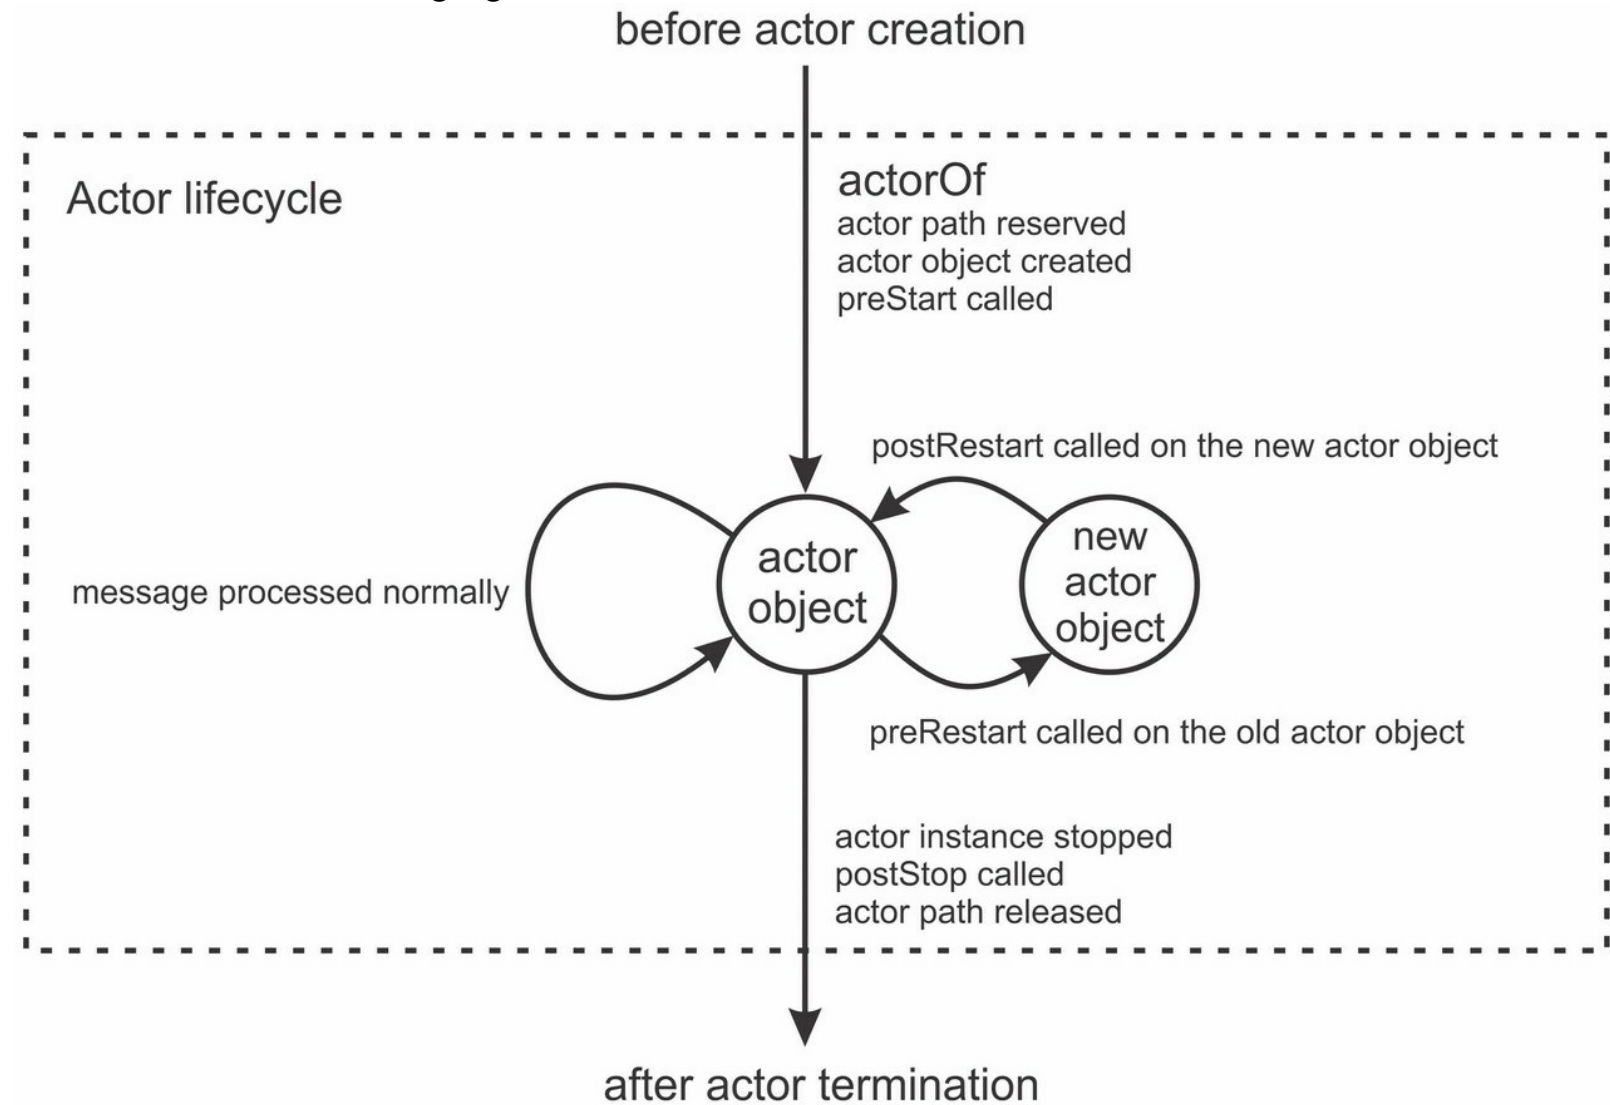 before actor creation
Actor lifecycle
actorOf
actor path reserved
actor object created
preStart called
postRestart called on the new actor object
message processed normally
actor
object
new
actor
object
preRestart called on the old actor object
actor instance stopped
postStop called
actor path released
after actor termination